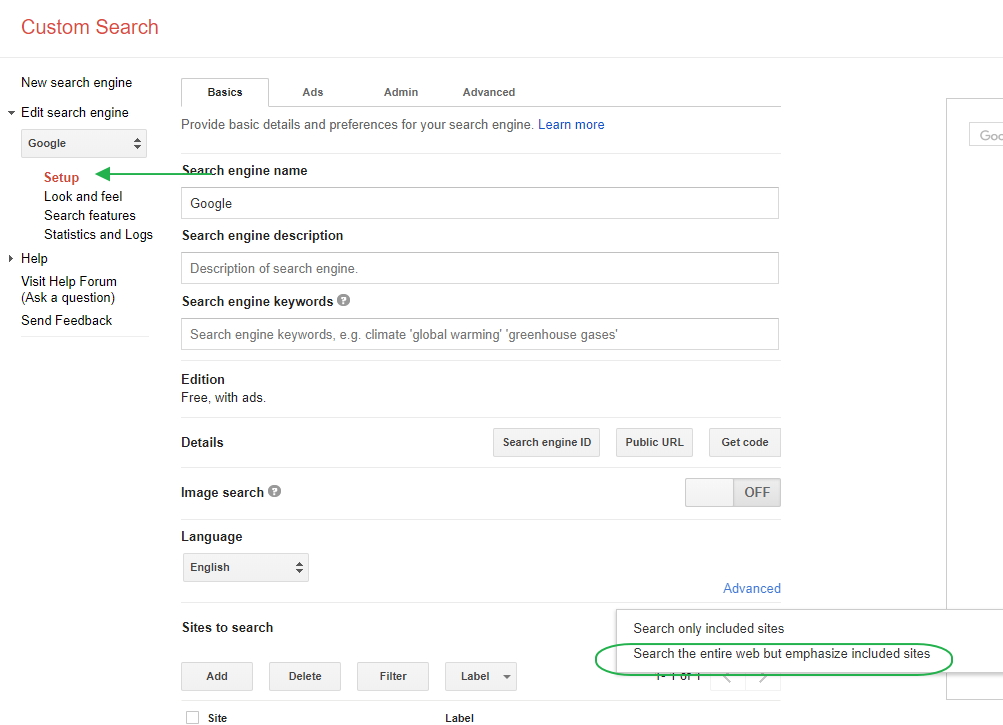 Custom Search
New search engine
Edit search engine
Google
Setup
Look and feel
Search features
Statistics and Logs
Help
Visit Help Forum
(Ask a question)
Send Feedback
Basics Ads Admin Advanced
Provide basic details and preferences for your search engine. Learn more
Search engine name
Google
Search engine description
Description of search engine.
Search engine keywords ?
Search engine keywords, e.g. climate 'global warming' 'greenhouse gases'
Edition
Free, with ads.
Details Search engine ID Public URL Get code
Image search ? OFF
Language
English
Advanced
Sites to search
Search only included sites
Search the entire web but emphasize included sites
Add Delete Filter Label 1- 1 of 1
Site Label
Goo